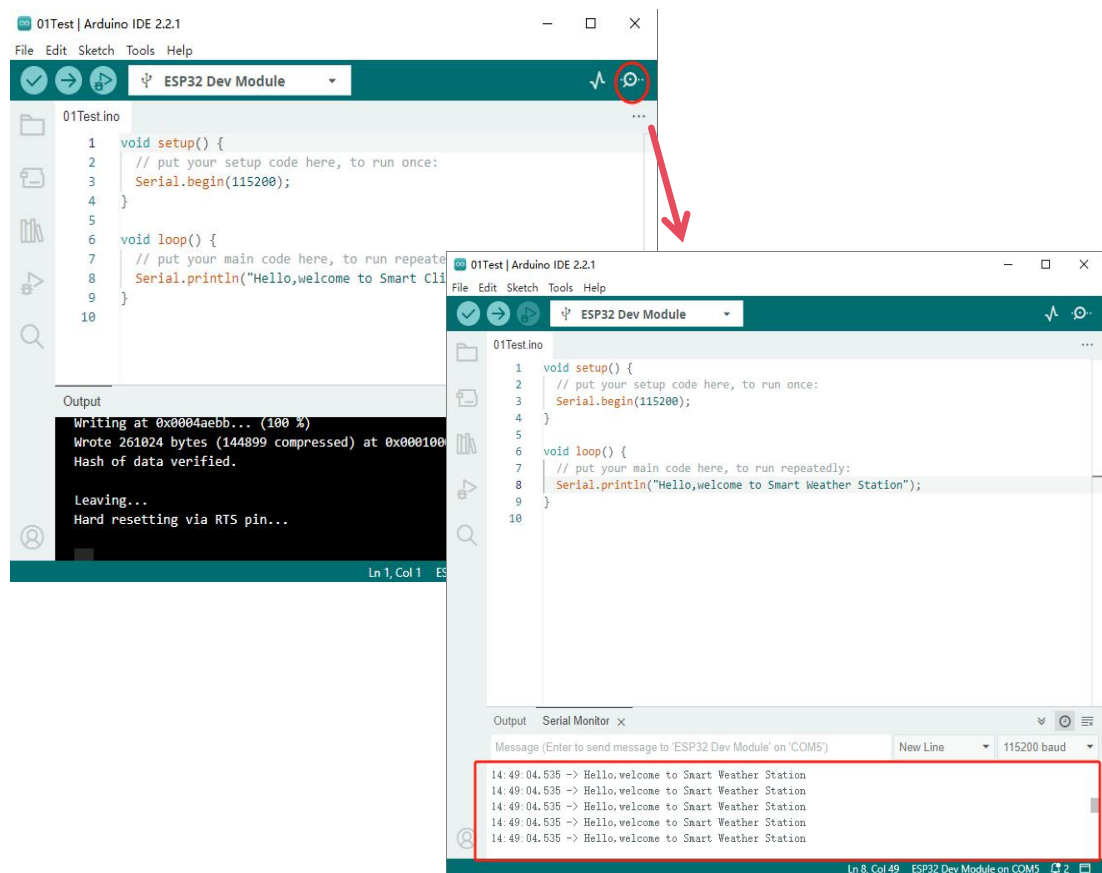 01Test | Arduino IDE 2.2.1
File Edit Sketch Tools Help
ESP32 Dev Module
01Test.ino
...
1 void setup() {
2 // put your setup code here, to run once:
3 Serial.begin(115200);
4 }
5
6 void loop() {
7 // put your main code here, to run repeate
8 Serial.println("Hello,welcome to Smart Cli
9 }
10
Output
Writing at 0x0004aebb... (100 %)
Wrote 261024 bytes (144899 compressed) at 0x000100
Hash of data verified.
Leaving...
Hard resetting via RTS pin...
Ln 1, Col 1 ES
01Test | Arduino IDE 2.2.1
File Edit Sketch Tools Help
ESP32 Dev Module
01Test.ino
...
1 void setup() {
2 // put your setup code here, to run once:
3 Serial.begin(115200);
4 }
5
6 void loop() {
7 // put your main code here, to run repeatedly:
8 Serial.println("Hello,welcome to Smart Weather Station");
9 }
10
Output Serial Monitor x
Message (Enter to send message to 'ESP32 Dev Module' on 'COM5') New Line 115200 baud
14:49:04.535 -> Hello,welcome to Smart Weather Station
14:49:04.535 -> Hello,welcome to Smart Weather Station
14:49:04.535 -> Hello,welcome to Smart Weather Station
14:49:04.535 -> Hello,welcome to Smart Weather Station
14:49:04.535 -> Hello,welcome to Smart Weather Station
Ln 8, Col 49 ESP32 Dev Module on COM5 2